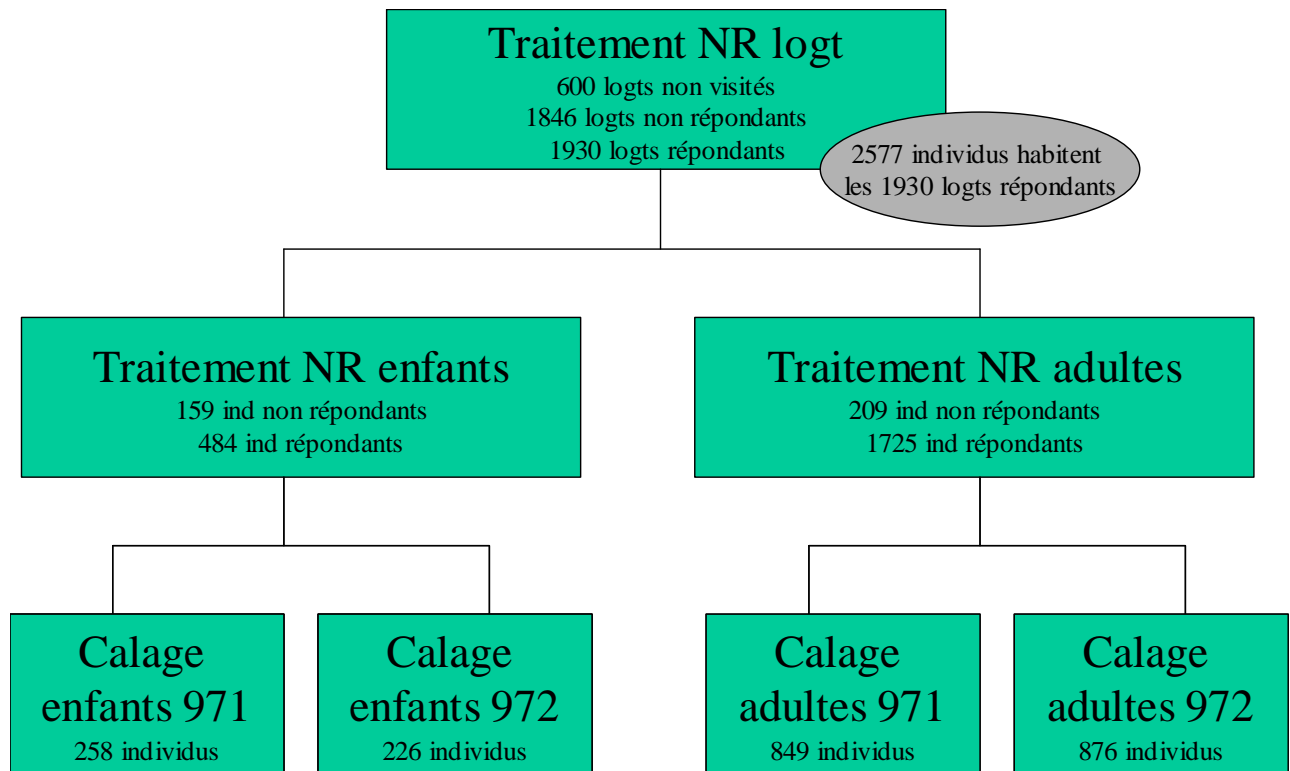 Traitement NR logt
600 logts non visités
1846 logts non répondants
1930 logts répondants
2577 individus habitent
les 1930 logts répondants
Traitement NR enfants
159 ind non répondants
484 ind répondants
Traitement NR adultes
209 ind non répondants
1725 ind répondants
Calage
enfants 971
258 individus
Calage
enfants 972
226 individus
Calage
adultes 971
849 individus
Calage
adultes 972
876 individus